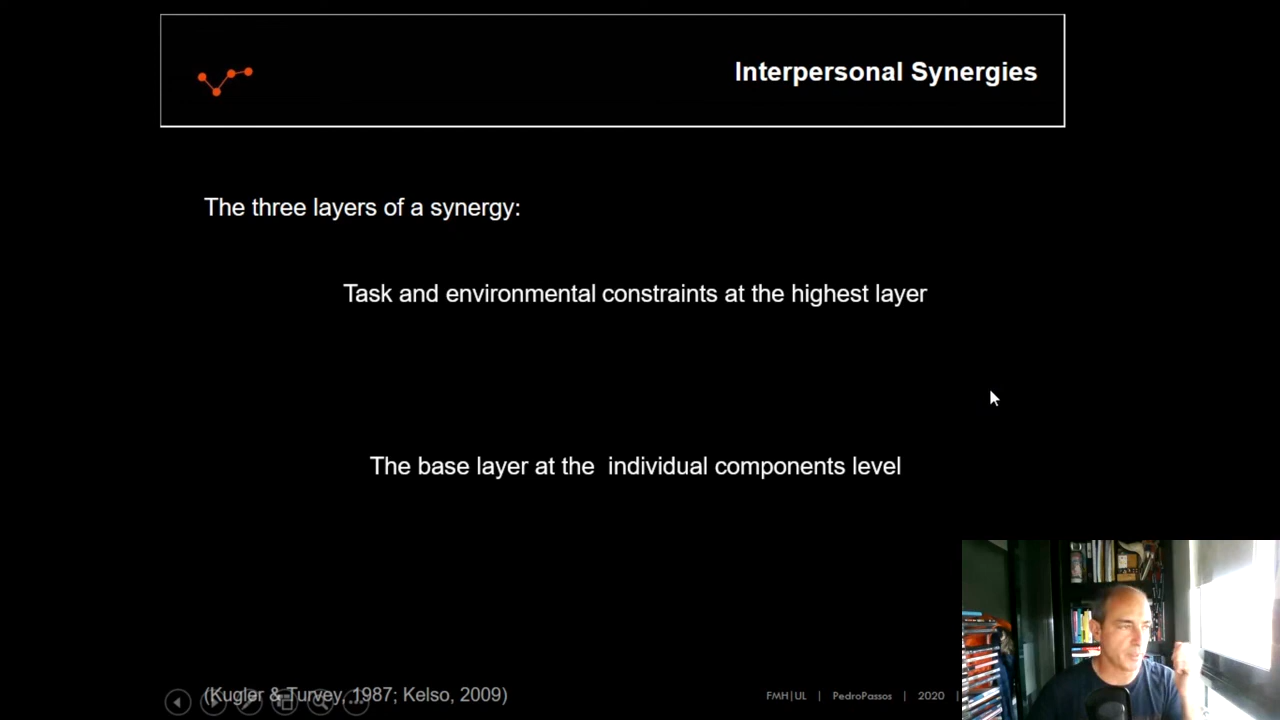 Interpersonal Synergies
The three layers of a synergy:
Task and environmental constraints at the highest layer
The base layer at the individual components level
(Kugler & Turvey, 1987; Kelso, 2009)
FMH|UL | PedroPassos | 2020 |